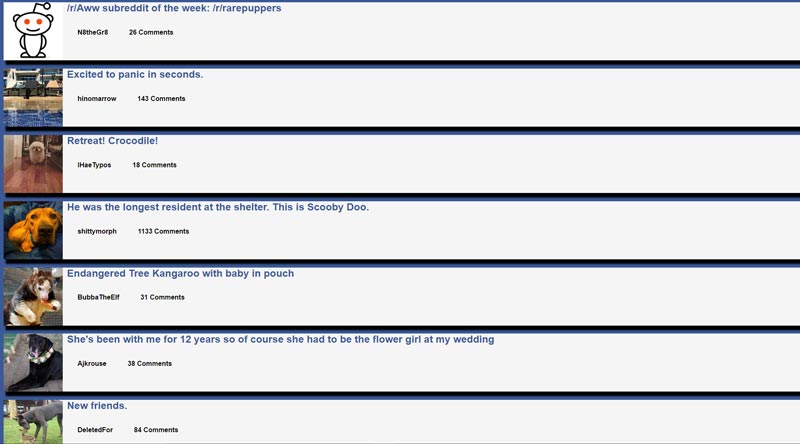 /r/Aww subreddit of the week: /r/rarepuppers
N8theGr8 26 Comments
Excited to panic in seconds.
hinomarrow 143 Comments
Retreat! Crocodile!
IHaeTypos 18 Comments
He was the longest resident at the shelter. This is Scooby Doo.
shittymorph 1133 Comments
Endangered Tree Kangaroo with baby in pouch
BubbaTheElf 31 Comments
She's been with me for 12 years so of course she had to be the flower girl at my wedding
Ajkrouse 38 Comments
New friends.
DeletedFor 84 Comments